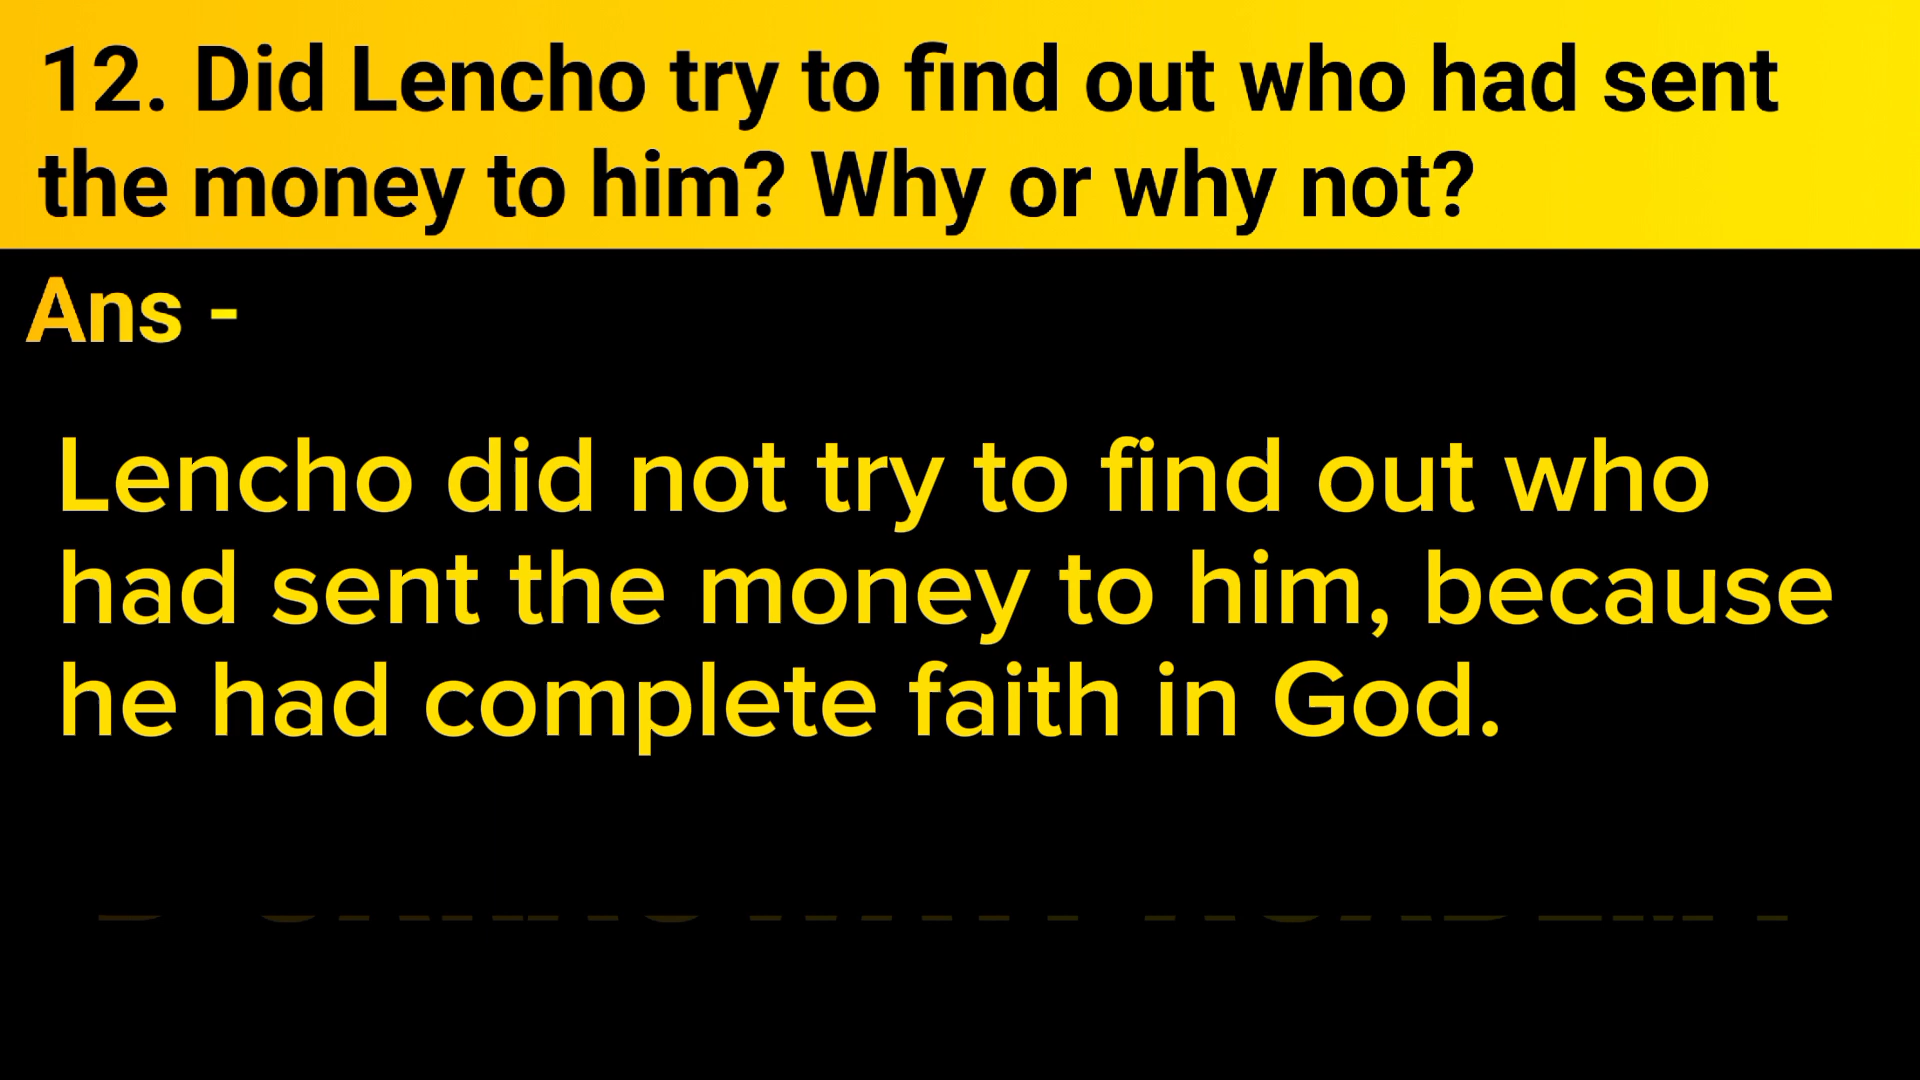 12. Did Lencho try to find out who had sent
the money to him? Why or why not?
Ans -
Lencho did not try to find out who
had sent the money to him, because
he had complete faith in God.